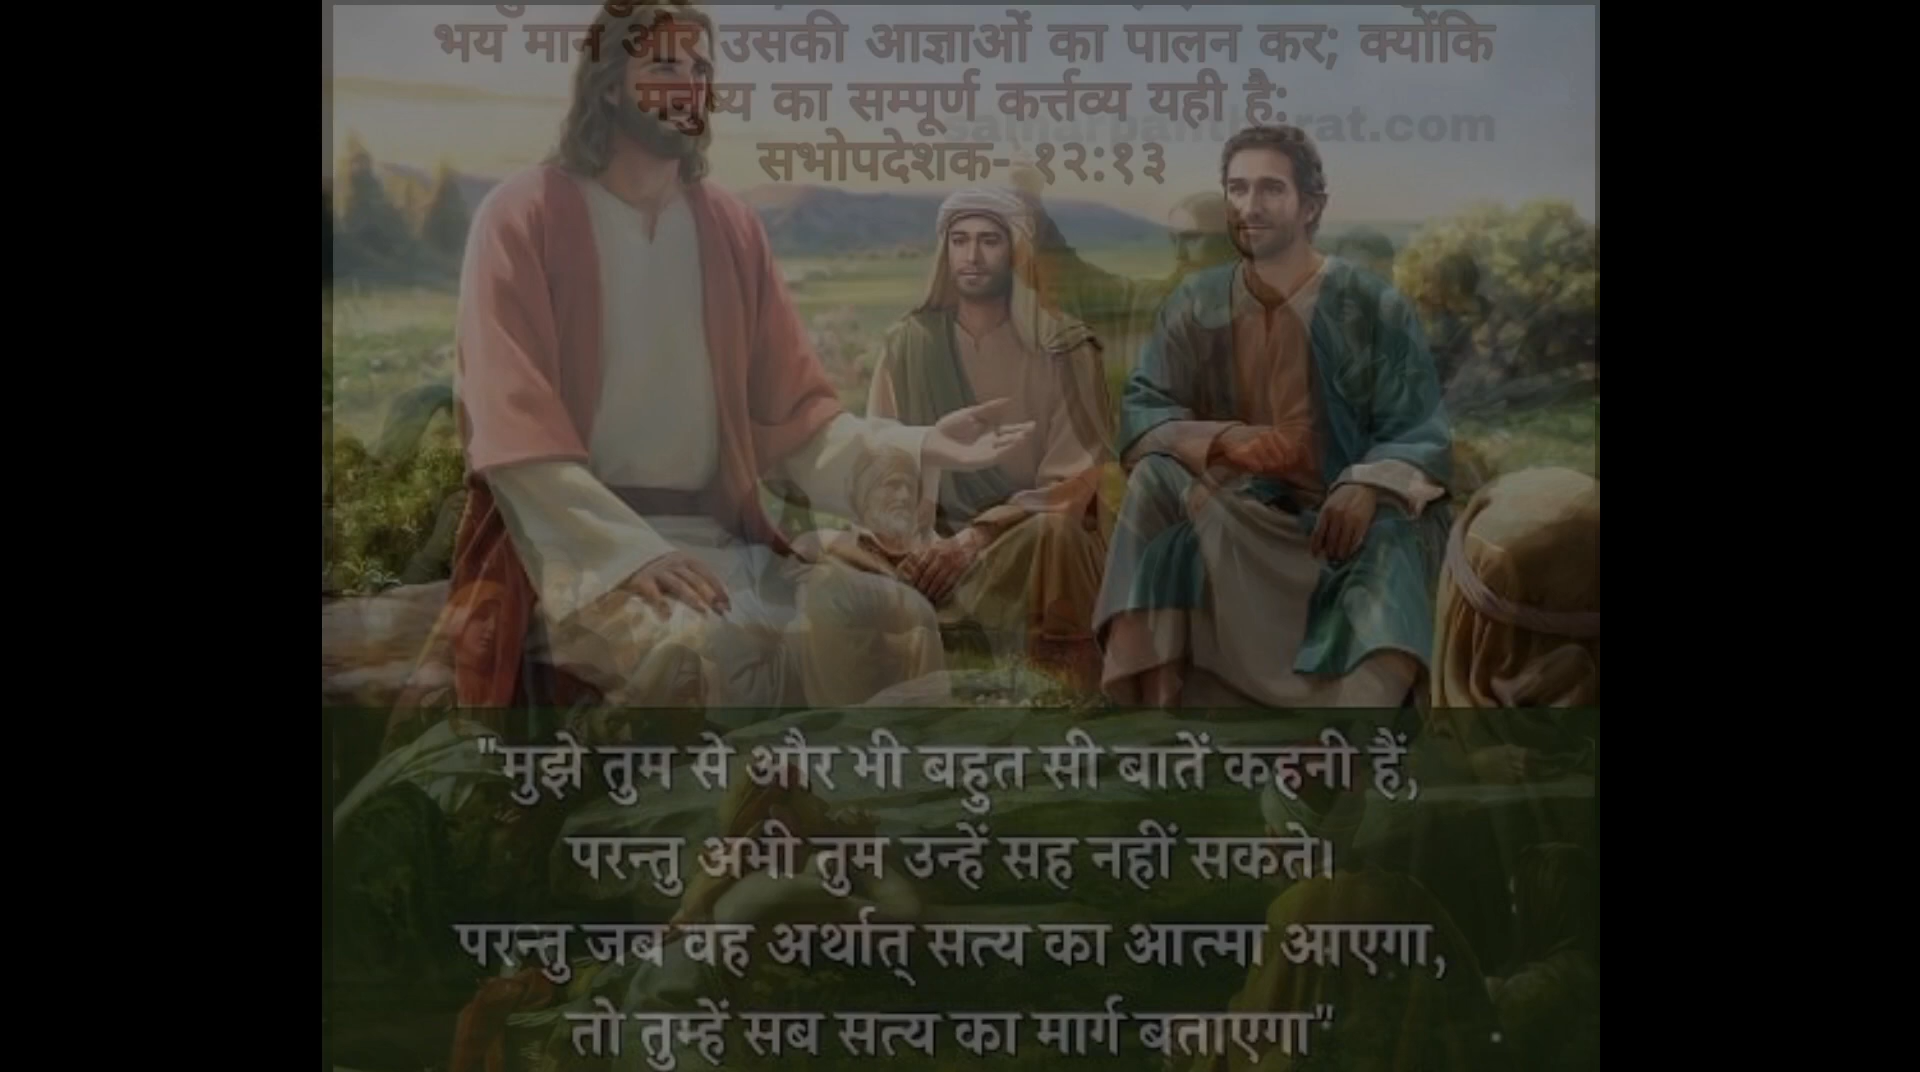 भय मान और उसकी आज्ञाओं का पालन कर; क्योंकि
मनुष्य का सम्पूर्ण कर्त्तव्य यही है;
सभोपदेशक- १२:१३
"मुझे तुम से और भी बहुत सी बातें कहनी हैं,
परन्तु अभी तुम उन्हें सह नहीं सकते।
परन्तु जब वह अर्थात् सत्य का आत्मा आएगा,
तो तुम्हें सब सत्य का मार्ग बताएगा"